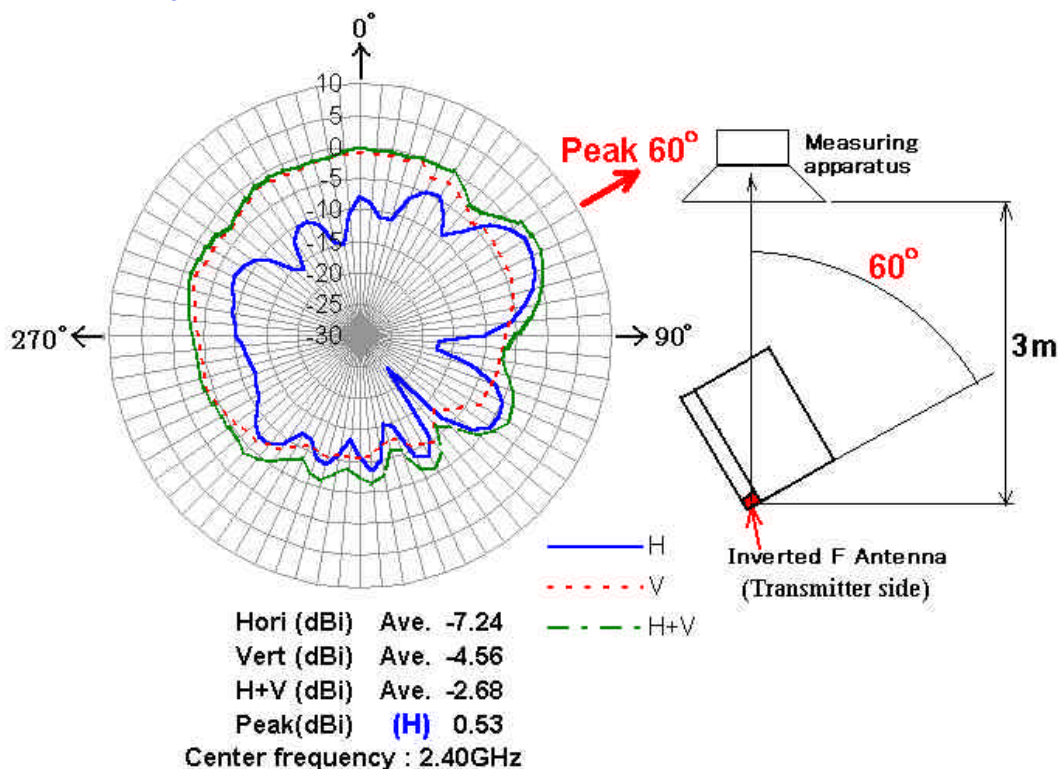 0°
10
5
0
-5
-10
-15
-20
-25
-30
270°
90°
Peak 60°
Measuring
apparatus
60°
3m
Inverted F Antenna
(Transmitter side)
H
V
H+V
Hori (dBi) Ave. -7.24
Vert (dBi) Ave. -4.56
H+V (dBi) Ave. -2.68
Peak(dBi) (H) 0.53
Center frequency : 2.40GHz